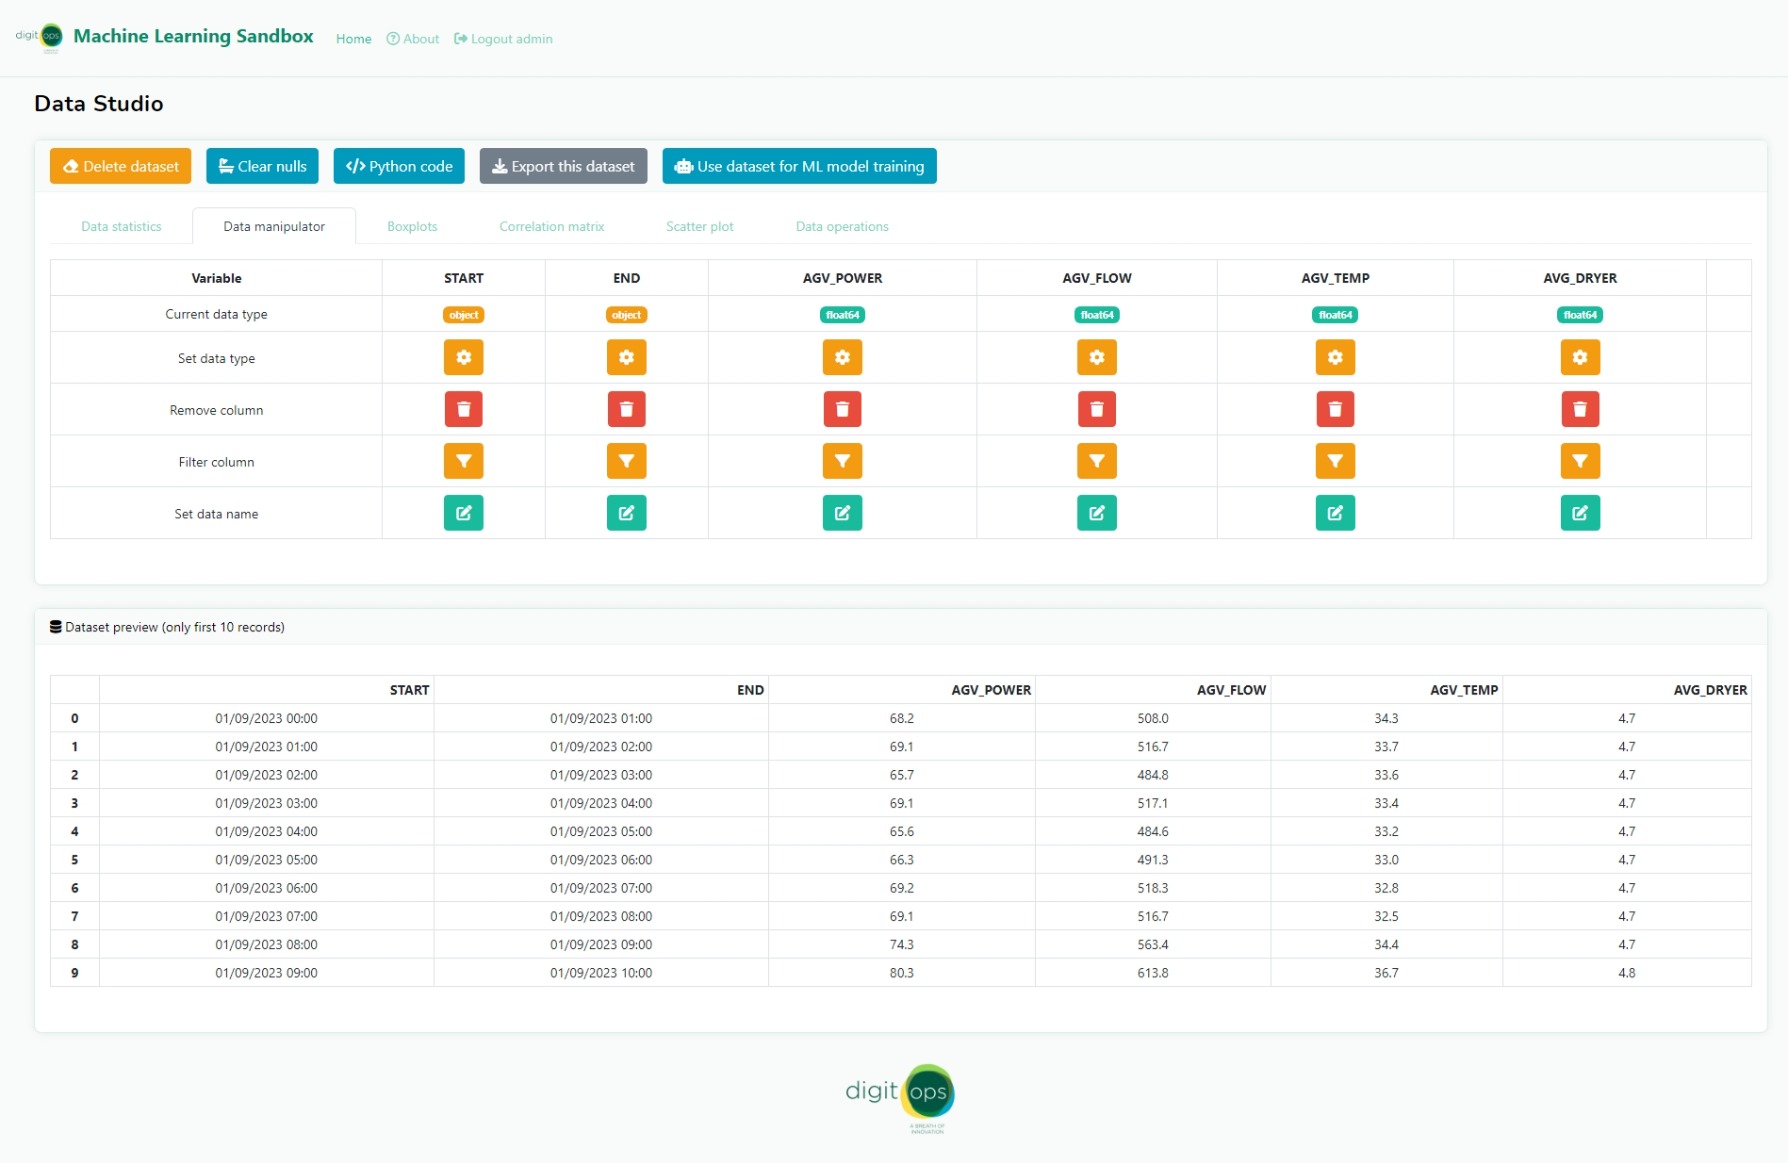 digit ops Machine Learning Sandbox Home About Logout admin
Data Studio
Delete dataset Clear nulls Python code Export this dataset Use dataset for ML model training
Data statistics Data manipulator Boxplots Correlation matrix Scatter plot Data operations
Variable START END AGV_POWER AGV_FLOW AGV_TEMP AVG_DRYER
Current data type object object float64 float64 float64 float64
Set data type
Remove column
Filter column
Set data name
Dataset preview (only first 10 records)
START END AGV_POWER AGV_FLOW AGV_TEMP AVG_DRYER
0 01/09/2023 00:00 01/09/2023 01:00 68.2 508.0 34.3 4.7
1 01/09/2023 01:00 01/09/2023 02:00 69.1 516.7 33.7 4.7
2 01/09/2023 02:00 01/09/2023 03:00 65.7 484.8 33.6 4.7
3 01/09/2023 03:00 01/09/2023 04:00 69.1 517.1 33.4 4.7
4 01/09/2023 04:00 01/09/2023 05:00 65.6 484.6 33.2 4.7
5 01/09/2023 05:00 01/09/2023 06:00 66.3 491.3 33.0 4.7
6 01/09/2023 06:00 01/09/2023 07:00 69.2 518.3 32.8 4.7
7 01/09/2023 07:00 01/09/2023 08:00 69.1 516.7 32.5 4.7
8 01/09/2023 08:00 01/09/2023 09:00 74.3 563.4 34.4 4.7
9 01/09/2023 09:00 01/09/2023 10:00 80.3 613.8 36.7 4.8
digit ops
A BREATH OF
INNOVATION